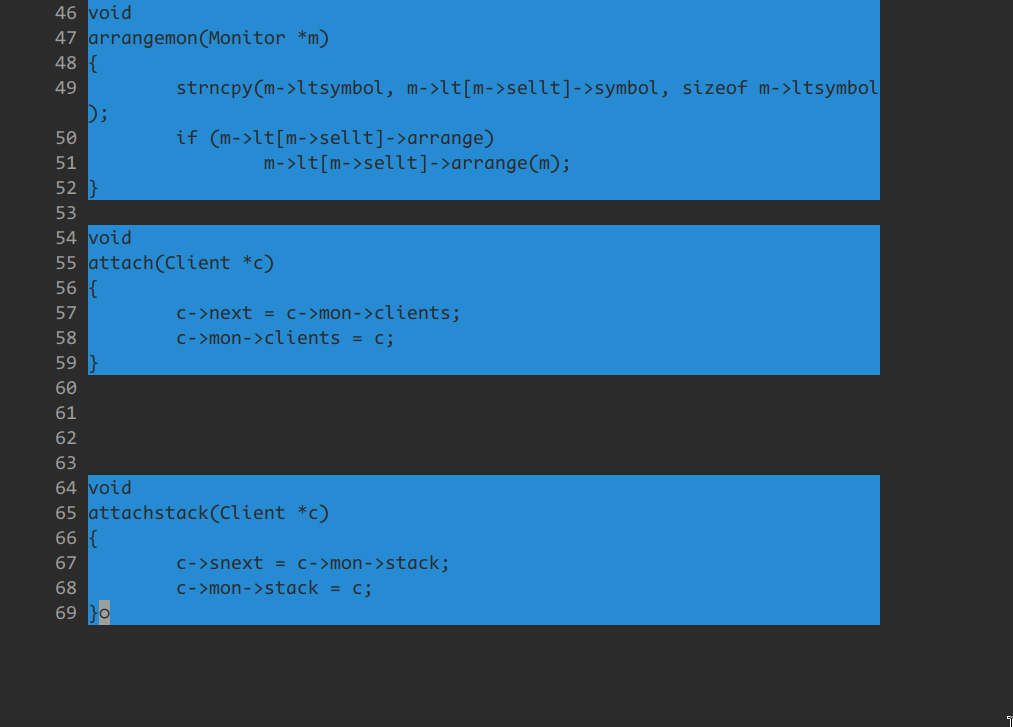 46 void
47 arrangemon(Monitor *m)
48 {
49 strncpy(m->ltsymbol, m->lt[m->sellt]->symbol, sizeof m->ltsymbol
);
50 if (m->lt[m->sellt]->arrange)
51 m->lt[m->sellt]->arrange(m);
52 }
53
54 void
55 attach(Client *c)
56 {
57 c->next = c->mon->clients;
58 c->mon->clients = c;
59 }
60
61
62
63
64 void
65 attachstack(Client *c)
66 {
67 c->snext = c->mon->stack;
68 c->mon->stack = c;
69 }o